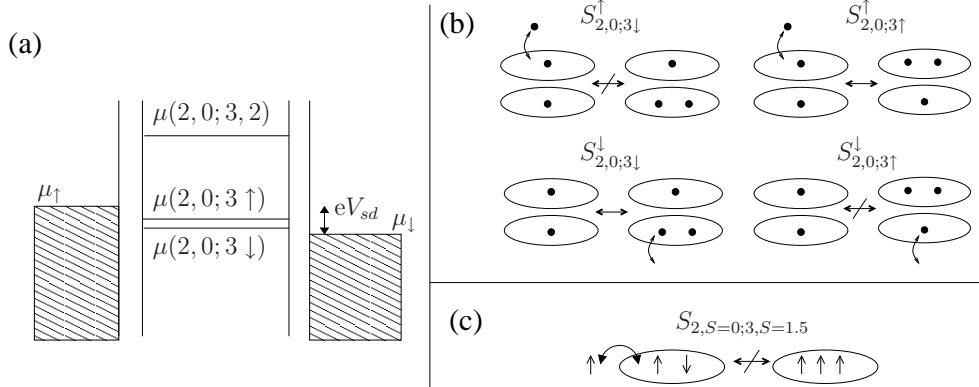 (a)
μ(2,0;3,2)
μ↑
μ(2,0;3↑)
eV_sd
μ↓
μ(2,0;3↓)
(b)
S^↑_{2,0;3↓}
S^↑_{2,0;3↑}
S^↓_{2,0;3↓}
S^↓_{2,0;3↑}
(c)
S_{2,S=0;3,S=1.5}